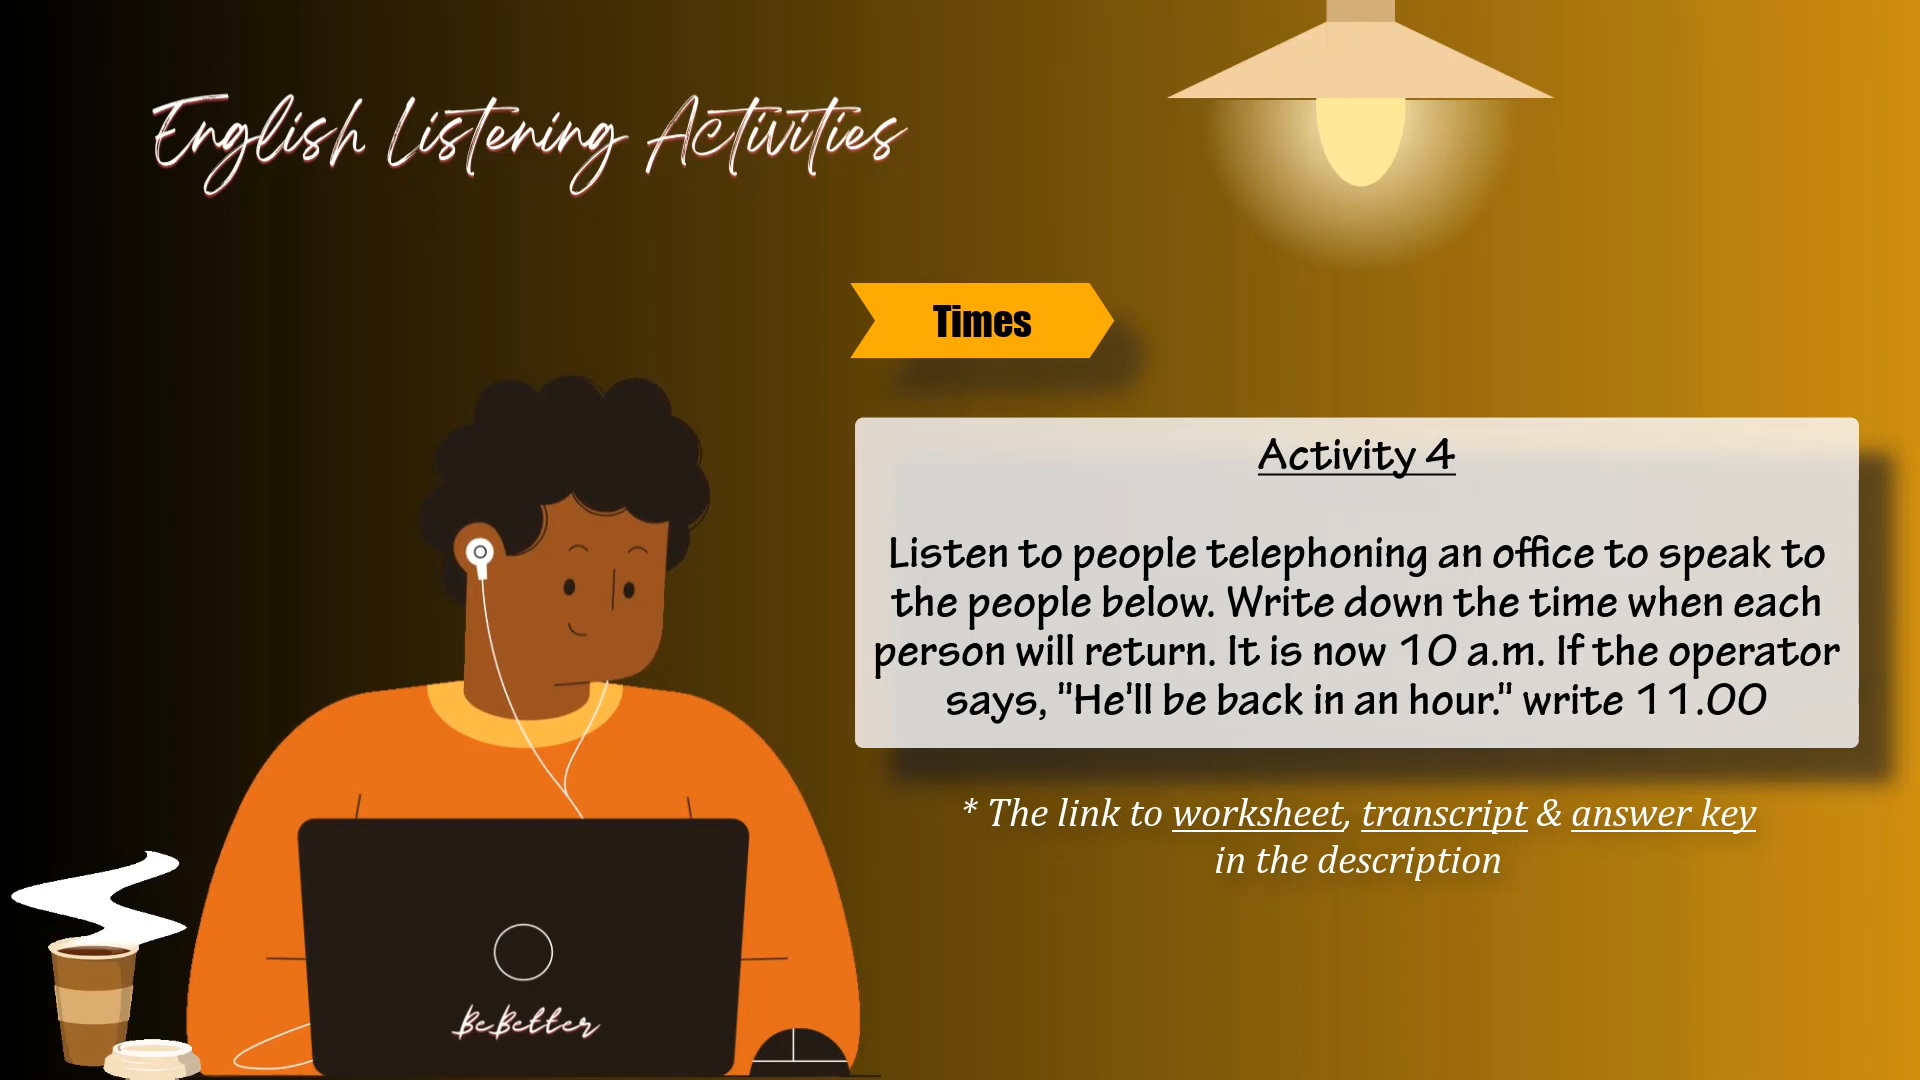 English Listening Activities
Times
Activity 4
Listen to people telephoning an office to speak to
the people below. Write down the time when each
person will return. It is now 10 a.m. If the operator
says, "He'll be back in an hour." write 11.00
* The link to worksheet, transcript & answer key
in the description
BeBetter